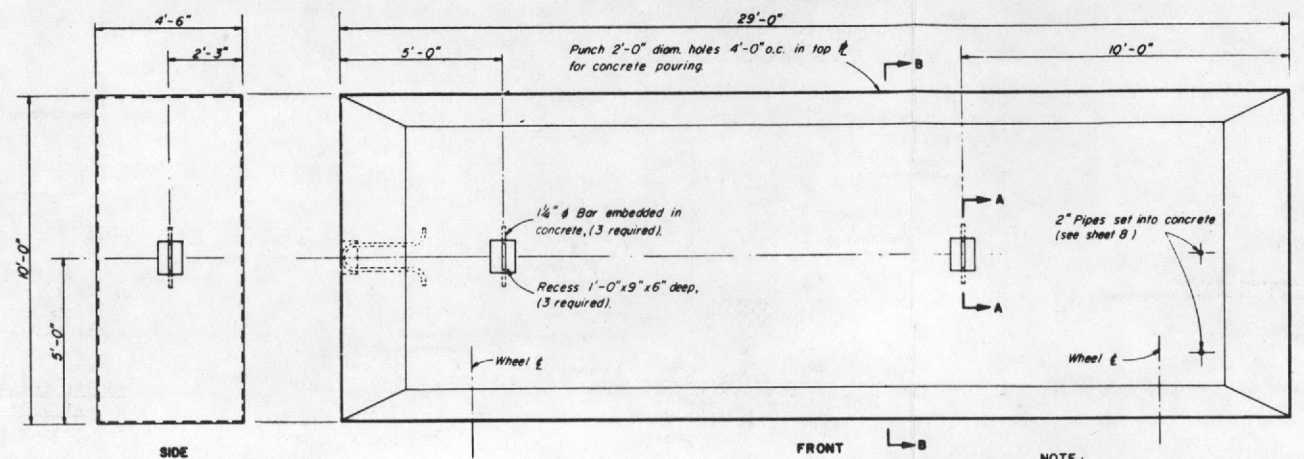 4'-6"
29'-0"
2'-3"
5'-0"
Punch 2'-0" diam. holes 4'-0" o.c. in top ℄
for concrete pouring.
B
10'-0"
10'-0"
5'-0"
1¼" ϕ Bar embedded in
concrete, (3 required).
Recess 1'-0"x9"x6" deep,
(3 required).
A
A
2" Pipes set into concrete
(see sheet 8)
Wheel ℄
Wheel ℄
SIDE
FRONT
B
NOTE: